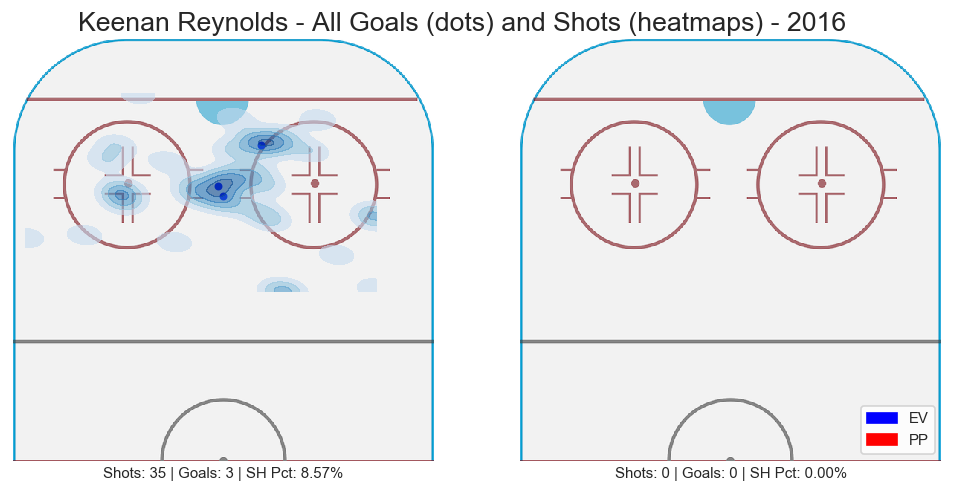 Keenan Reynolds - All Goals (dots) and Shots (heatmaps) - 2016
EV
PP
Shots: 35 | Goals: 3 | SH Pct: 8.57%
Shots: 0 | Goals: 0 | SH Pct: 0.00%